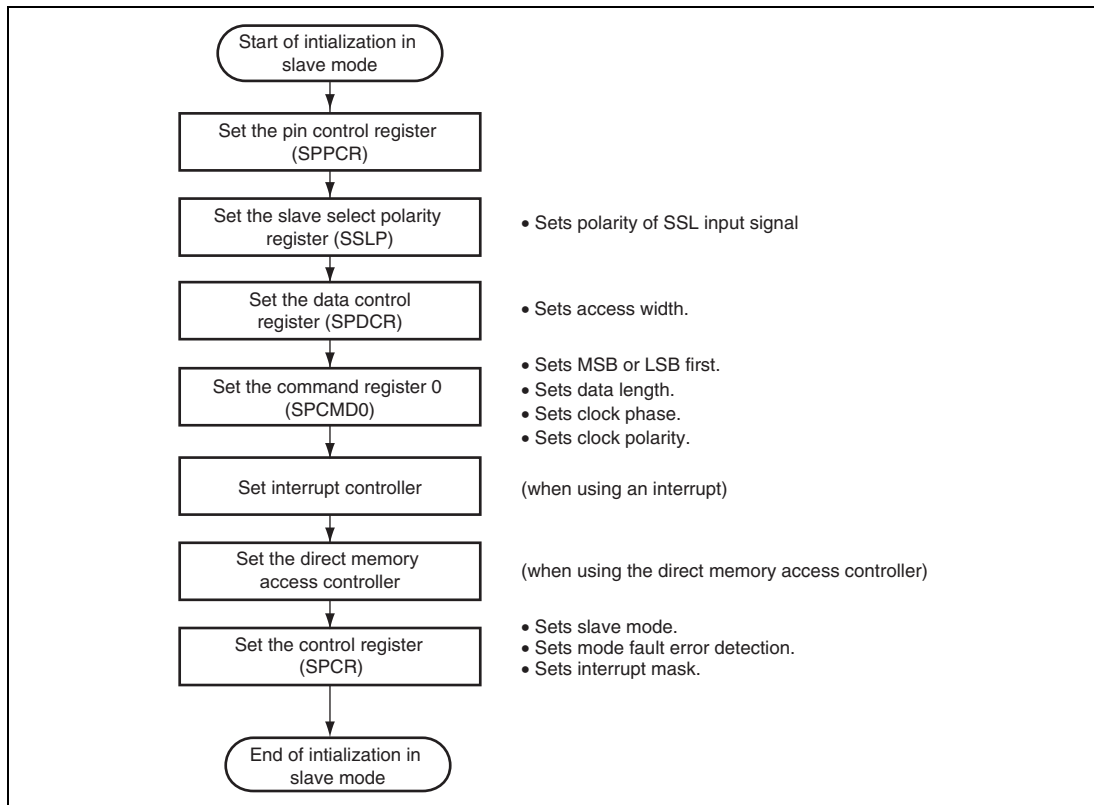 Start of intialization in
slave mode
Set the pin control register
(SPPCR)
Set the slave select polarity
register (SSLP)
• Sets polarity of SSL input signal
Set the data control
register (SPDCR)
• Sets access width.
Set the command register 0
(SPCMD0)
• Sets MSB or LSB first.
• Sets data length.
• Sets clock phase.
• Sets clock polarity.
Set interrupt controller
(when using an interrupt)
Set the direct memory
access controller
(when using the direct memory access controller)
Set the control register
(SPCR)
• Sets slave mode.
• Sets mode fault error detection.
• Sets interrupt mask.
End of intialization in
slave mode